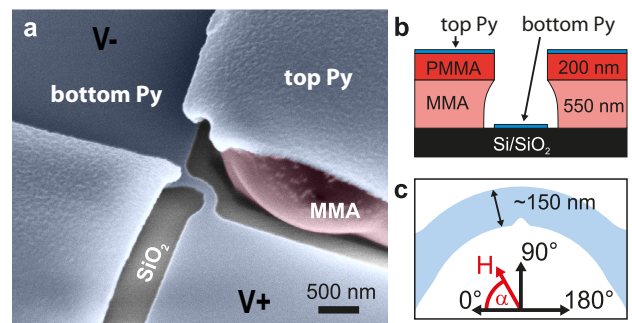 a
V-
bottom Py
top Py
MMA
SiO₂
V+
500 nm
b
top Py
bottom Py
PMMA
200 nm
MMA
550 nm
Si/SiO₂
c
~150 nm
H
90°
0°
α
180°